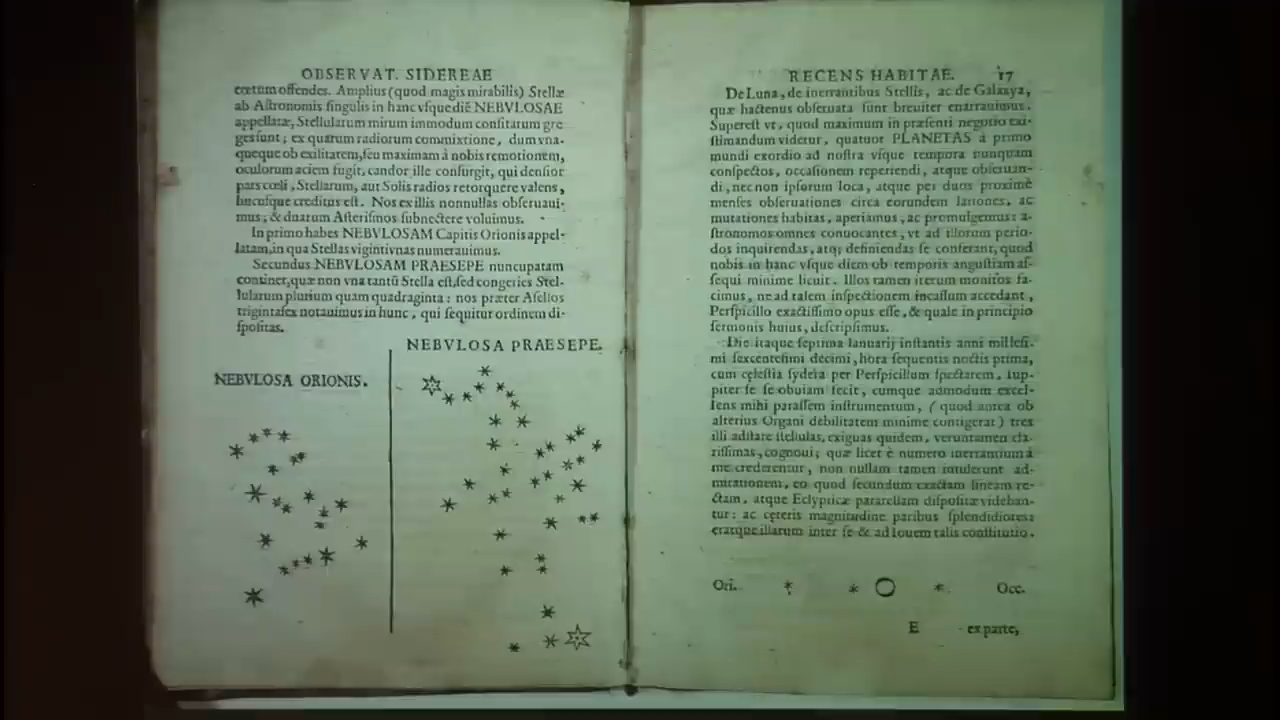 OBSERVAT. SIDEREAE
cretum offendes. Amplius (quod magis mirabilis) Stellæ
ab Aſtronomis ſingulis in hanc vſque diē NEBVLOSAE
appellatæ, Stellularum mirum immodum conſitarum gre
ges ſunt; ex quarum radiorum commixtione, dum vna-
quęque ob exilitatem, ſeu maximam à nobis remotionem,
oculorum aciem fugit, candor ille conſurgit, qui denſior
pars cœli, Stellarum, aut Solis radios retorquere valens,
hucuſque creditus eſt. Nos ex illis nonnullas obſeruaui-
mus; & duarum Aſteriſmos ſubnectere voluimus.
In primo habes NEBVLOSAM Capitis Orionis appel-
latam, in qua Stellas vigintivnas numerauimus.
Secundus NEBVLOSAM PRAESEPE nuncupatam
continet, quæ non vna tantū Stella eſt, ſed congeries Stel-
lularum plurium quam quadraginta: nos præter Aſellos
trigintaſex notauimus in hunc, qui ſequitur ordinem di-
ſpoſitas.
NEBVLOSA ORIONIS.
NEBVLOSA PRAESEPE.
RECENS HABITAE. 17
De Luna, de inerrantibus Stellis, ac de Galaxya,
quæ hactenus obſeruata ſunt breuiter enarrauimus.
Supereſt vt, quod maximum in præſenti negotio exi-
ſtimandum videtur, quatuor PLANETAS à primo
mundi exordio ad noſtra vſque tempora nunquam
conſpectos, occaſionem reperiendi, atque obſeruan-
di, nec non ipſorum loca, atque per duos proximè
menſes obſeruationes circa eorundem lationes, ac
mutationes habitas, aperiamus, ac promulgemus: a-
ſtronomos omnes conuocantes, vt ad illorum perio-
dos inquirendas, atq; definiendas ſe conferant, quod
nobis in hanc vſque diem ob temporis anguſtiam aſ-
ſequi minime licuit. Illos tamen iterum monitos fa-
cimus, ne ad talem inſpectionem incaſſum accedant,
Perſpicillo exactiſſimo opus eſſe, & quale in principio
ſermonis huius, deſcripſimus.
Die itaque ſeptima Ianuarij inſtantis anni milleſi-
mi ſexcenteſimi decimi, hora ſequentis noctis prima,
cum cęleſtia ſydera per Perſpicillum ſpectarem, Iup-
piter ſe ſe obuiam fecit, cumque admodum excel-
lens mihi paraſſem inſtrumentum, (quod antea ob
alterius Organi debilitatem minime contigerat) tres
illi adſtare ſtellulas, exiguas quidem, veruntamen cla-
riſſimas, cognoui; quæ licet è numero inerrantium à
me crederentur, non nullam tamen intulerunt ad-
mirationem, eo quod ſecundum exactam lineam re-
ctam, atque Eclypticæ pararellam diſpoſitæ videban-
tur: ac cęteris magnitudine paribus ſplendidiores:
eratque illarum inter ſe & ad Iouem talis conſtitutio.
Ori. Occ.
E ex parte,